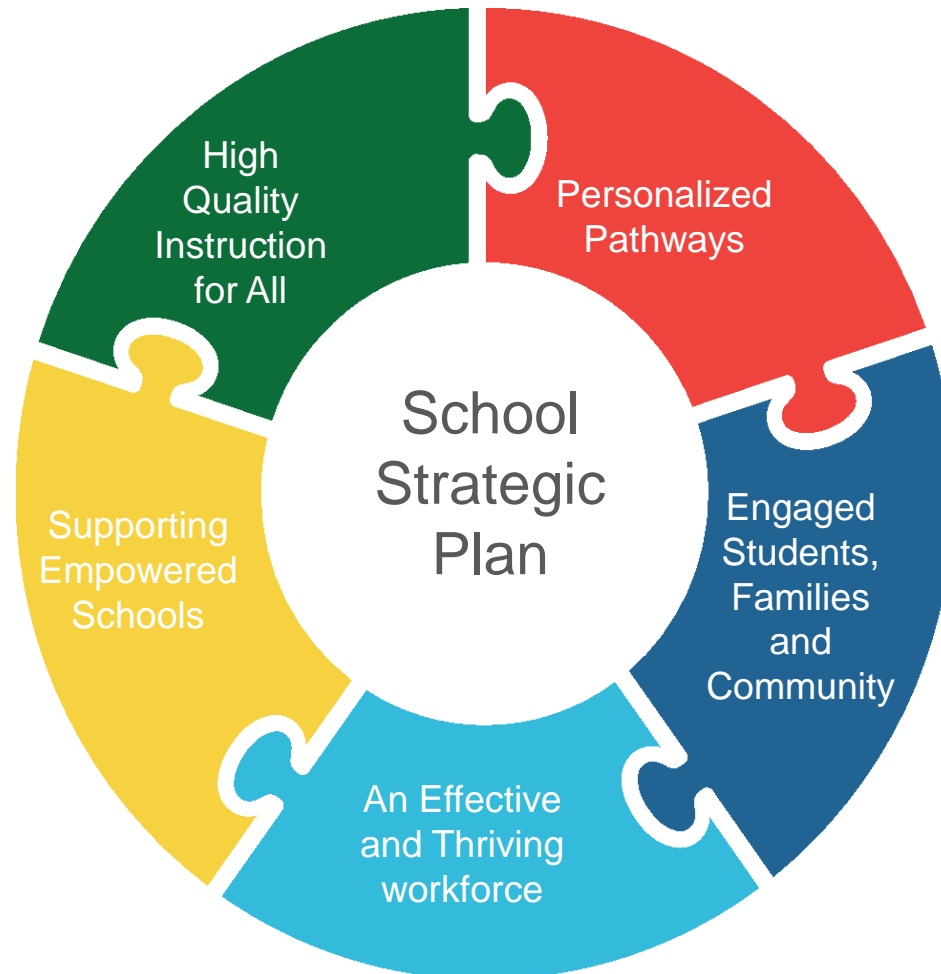 High
Quality
Instruction
for All
Personalized
Pathways
School
Strategic
Plan
Engaged
Students,
Families
and
Community
Supporting
Empowered
Schools
An Effective
and Thriving
workforce